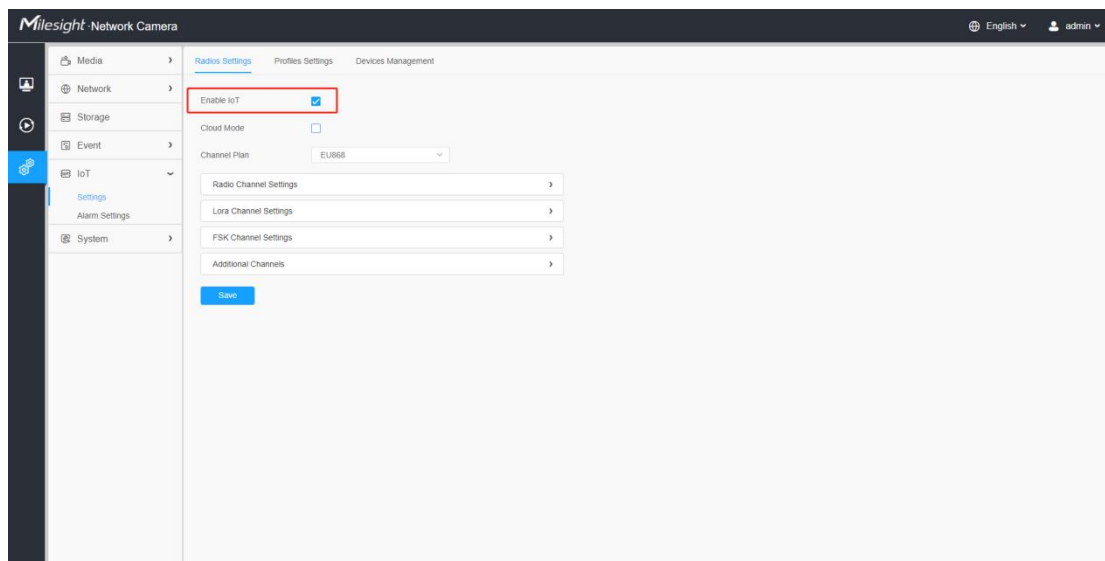 Milesight·Network Camera
English
admin
Media
Network
Storage
Event
IoT
Settings
Alarm Settings
System
Radios Settings Profiles Settings Devices Management
Enable IoT
Cloud Mode
Channel Plan EU868
Radio Channel Settings
Lora Channel Settings
FSK Channel Settings
Additional Channels
Save